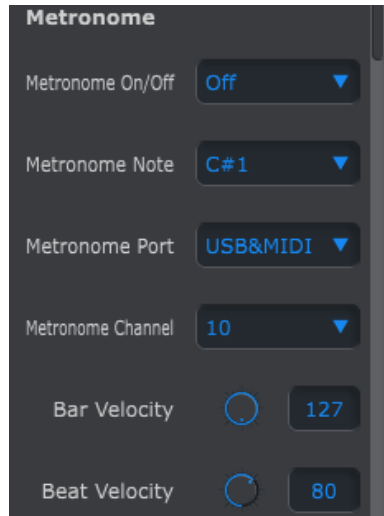 Metronome
Metronome On/Off Off
Metronome Note C#1
Metronome Port USB&MIDI
Metronome Channel 10
Bar Velocity 127
Beat Velocity 80